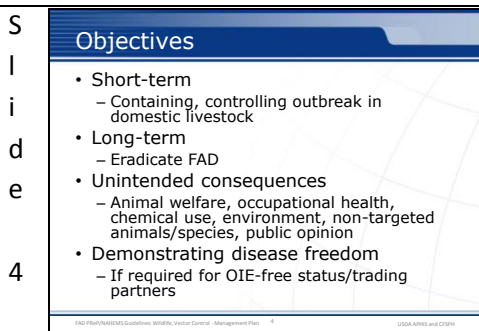 S
l
i
d
e
4
Objectives
• Short-term
– Containing, controlling outbreak in
domestic livestock
• Long-term
– Eradicate FAD
• Unintended consequences
– Animal welfare, occupational health,
chemical use, environment, non-targeted
animals/species, public opinion
• Demonstrating disease freedom
– If required for OIE-free status/trading
partners
FAD PReP/NAHEMS Guidelines: Wildlife, Vector Control - Management Plan 4 USDA APHIS and CFSPH